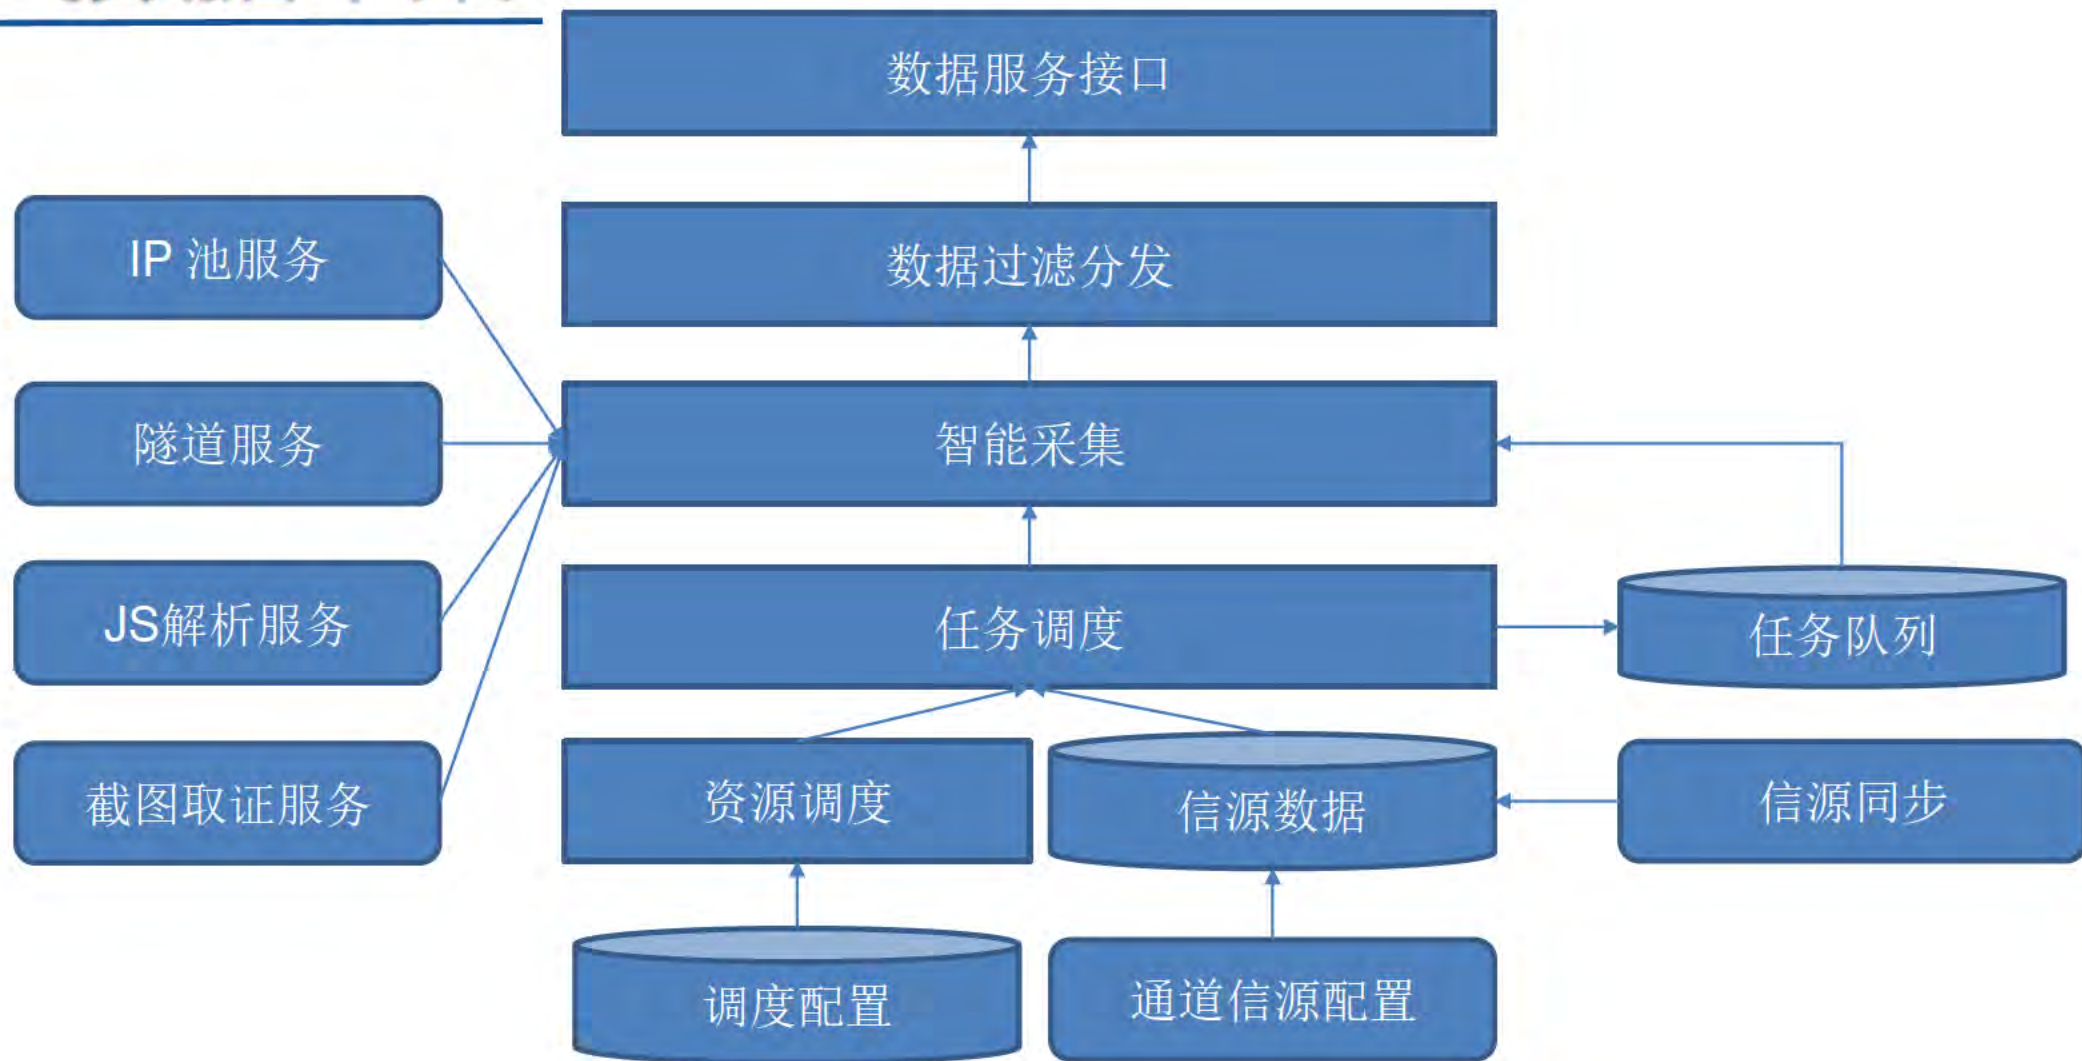 数据服务接口
IP 池服务
数据过滤分发
隧道服务
智能采集
JS解析服务
任务调度
任务队列
截图取证服务
资源调度
信源数据
信源同步
调度配置
通道信源配置